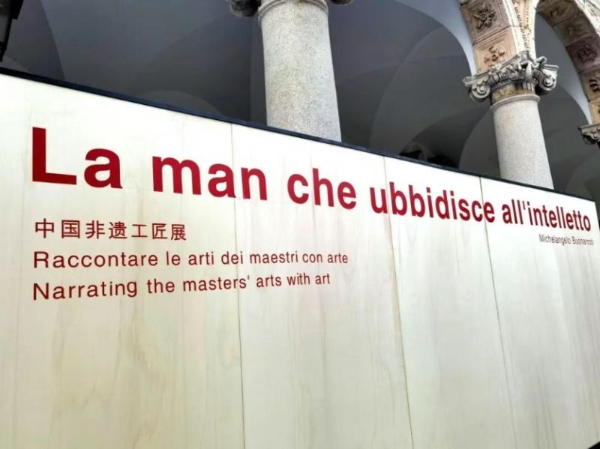 La man che ubbidisce all'intelletto
Michelangelo Buonarroti
中国非遗工匠展
Raccontare le arti dei maestri con arte
Narrating the masters' arts with art